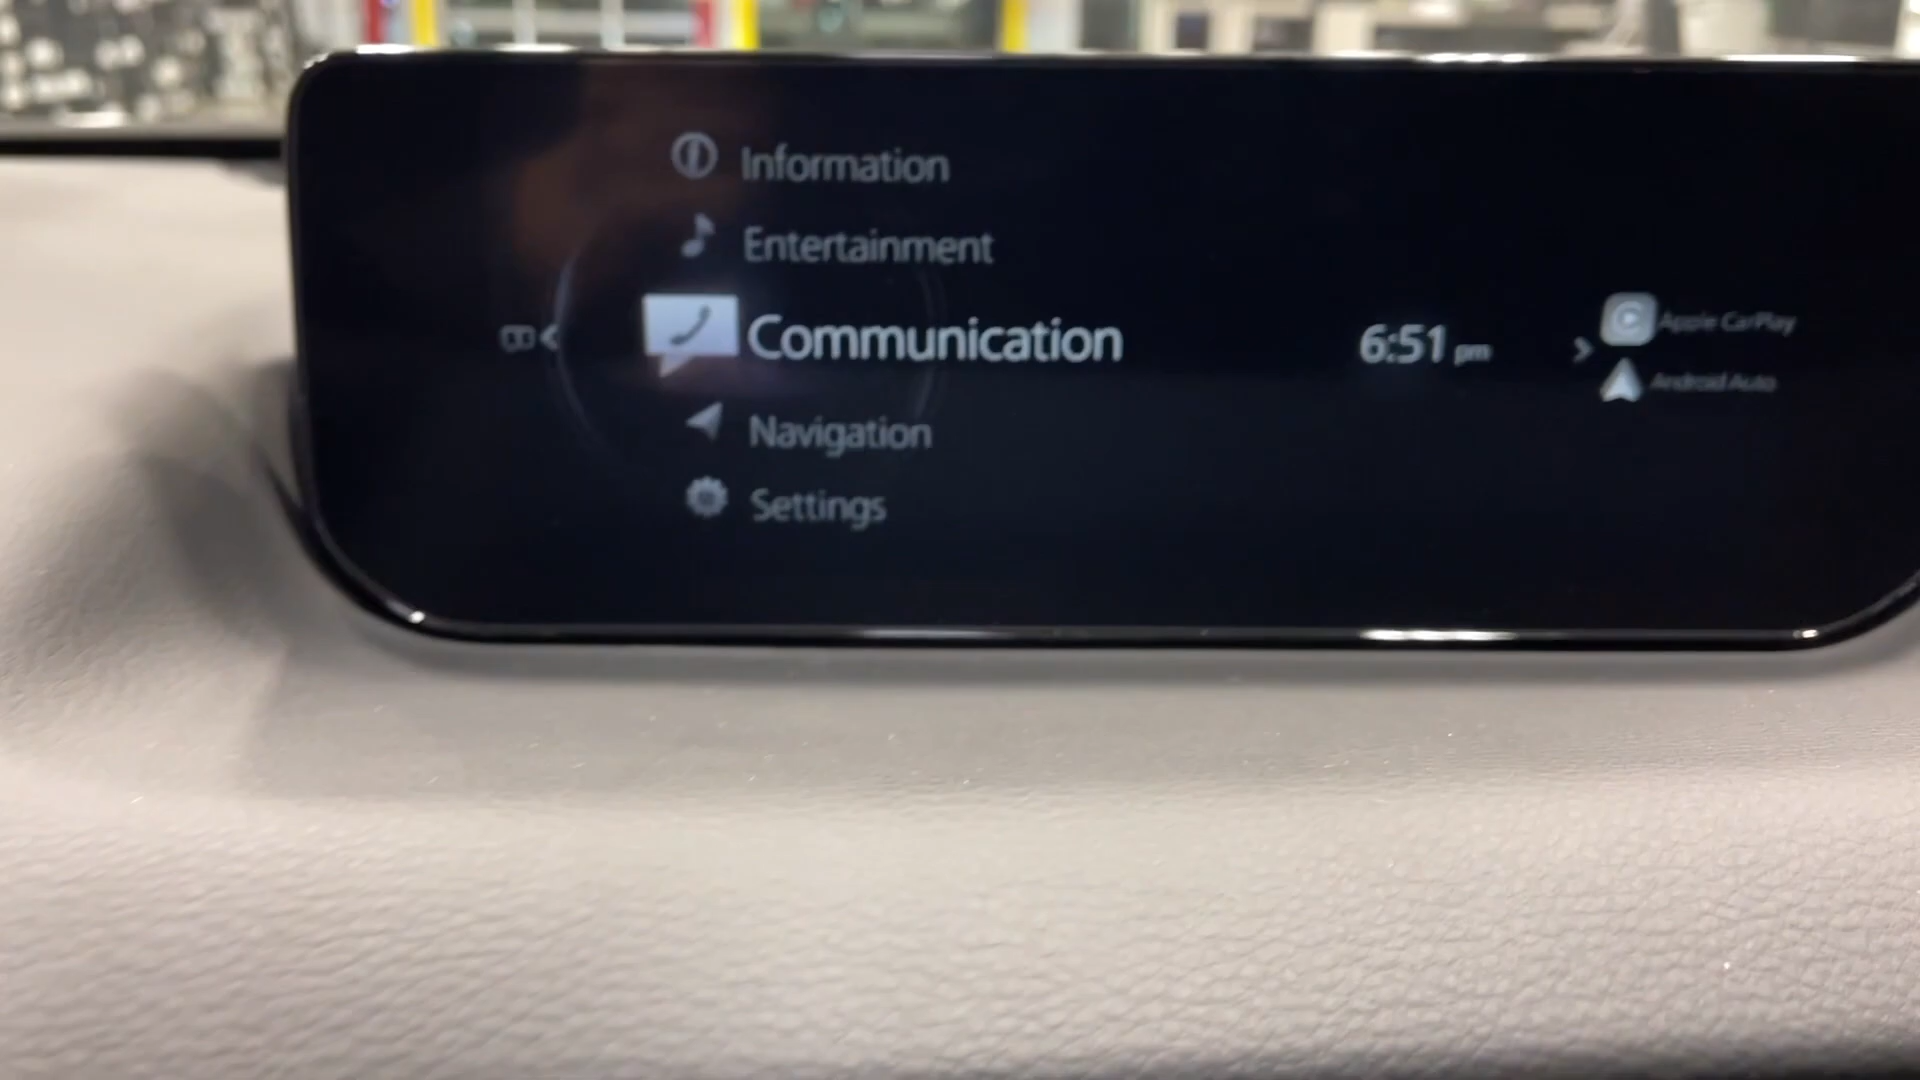 Information
Entertainment
Communication
6:51 pm
Apple CarPlay
Android Auto
Navigation
Settings